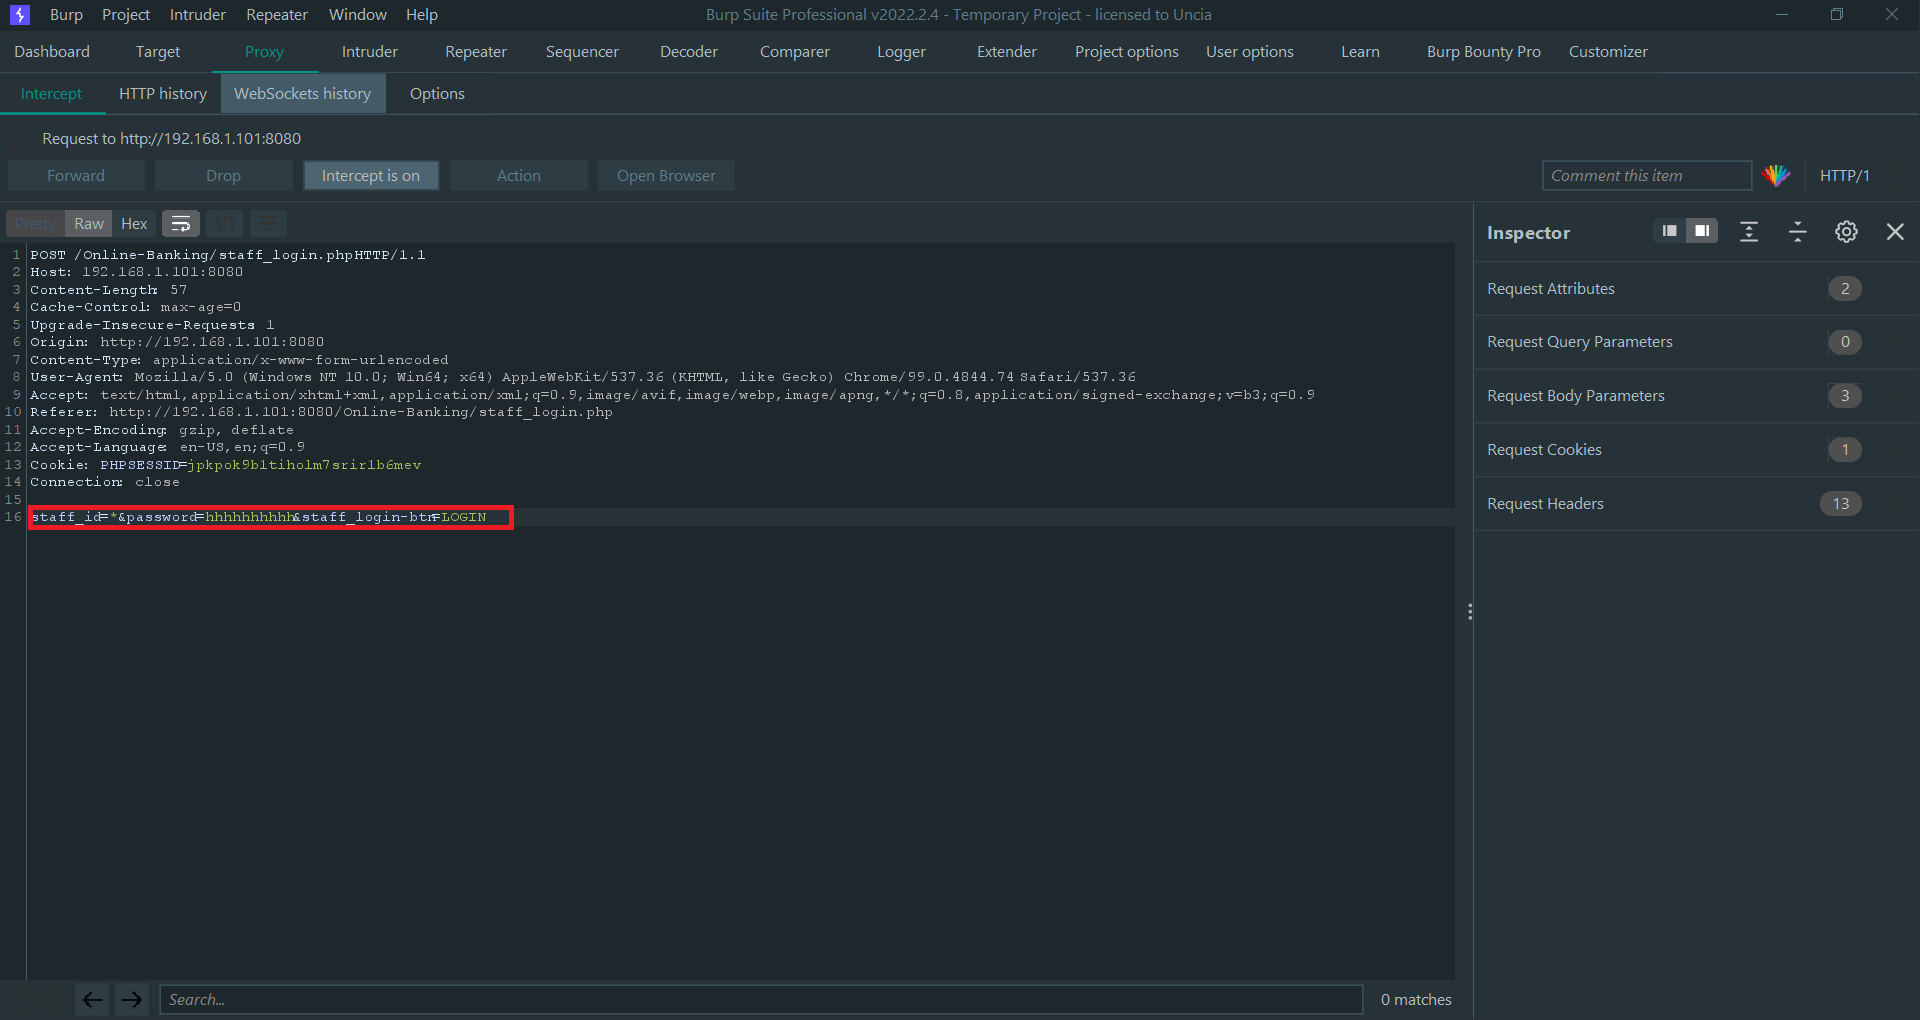 Burp Project Intruder Repeater Window Help Burp Suite Professional v2022.2.4 - Temporary Project - licensed to Uncia
Dashboard Target Proxy Intruder Repeater Sequencer Decoder Comparer Logger Extender Project options User options Learn Burp Bounty Pro Customizer
Intercept HTTP history WebSockets history Options
Request to http://192.168.1.101:8080
Forward Drop Intercept is on Action Open Browser Comment this item HTTP/1
Pretty Raw Hex \n
Inspector
1 POST /Online-Banking/staff_login.phpHTTP/1.1
2 Host: 192.168.1.101:8080
3 Content-Length: 57
4 Cache-Control: max-age=0
5 Upgrade-Insecure-Requests 1
6 Origin: http://192.168.1.101:8080
7 Content-Type: application/x-www-form-urlencoded
8 User-Agent: Mozilla/5.0 (Windows NT 10.0; Win64; x64) AppleWebKit/537.36 (KHTML, like Gecko) Chrome/99.0.4844.74 Safari/537.36
9 Accept: text/html,application/xhtml+xml,application/xml;q=0.9,image/avif,image/webp,image/apng,*/*;q=0.8,application/signed-exchange;v=b3;q=0.9
10 Referer: http://192.168.1.101:8080/Online-Banking/staff_login.php
11 Accept-Encoding: gzip, deflate
12 Accept-Language: en-US,en;q=0.9
13 Cookie: PHPSESSID=jpkpok9b1tiholm7srir1b6mev
14 Connection: close
15
16 staff_id=*&password=hhhhhhhhhh&staff_login-btn=LOGIN
Request Attributes 2
Request Query Parameters 0
Request Body Parameters 3
Request Cookies 1
Request Headers 13
Search... 0 matches